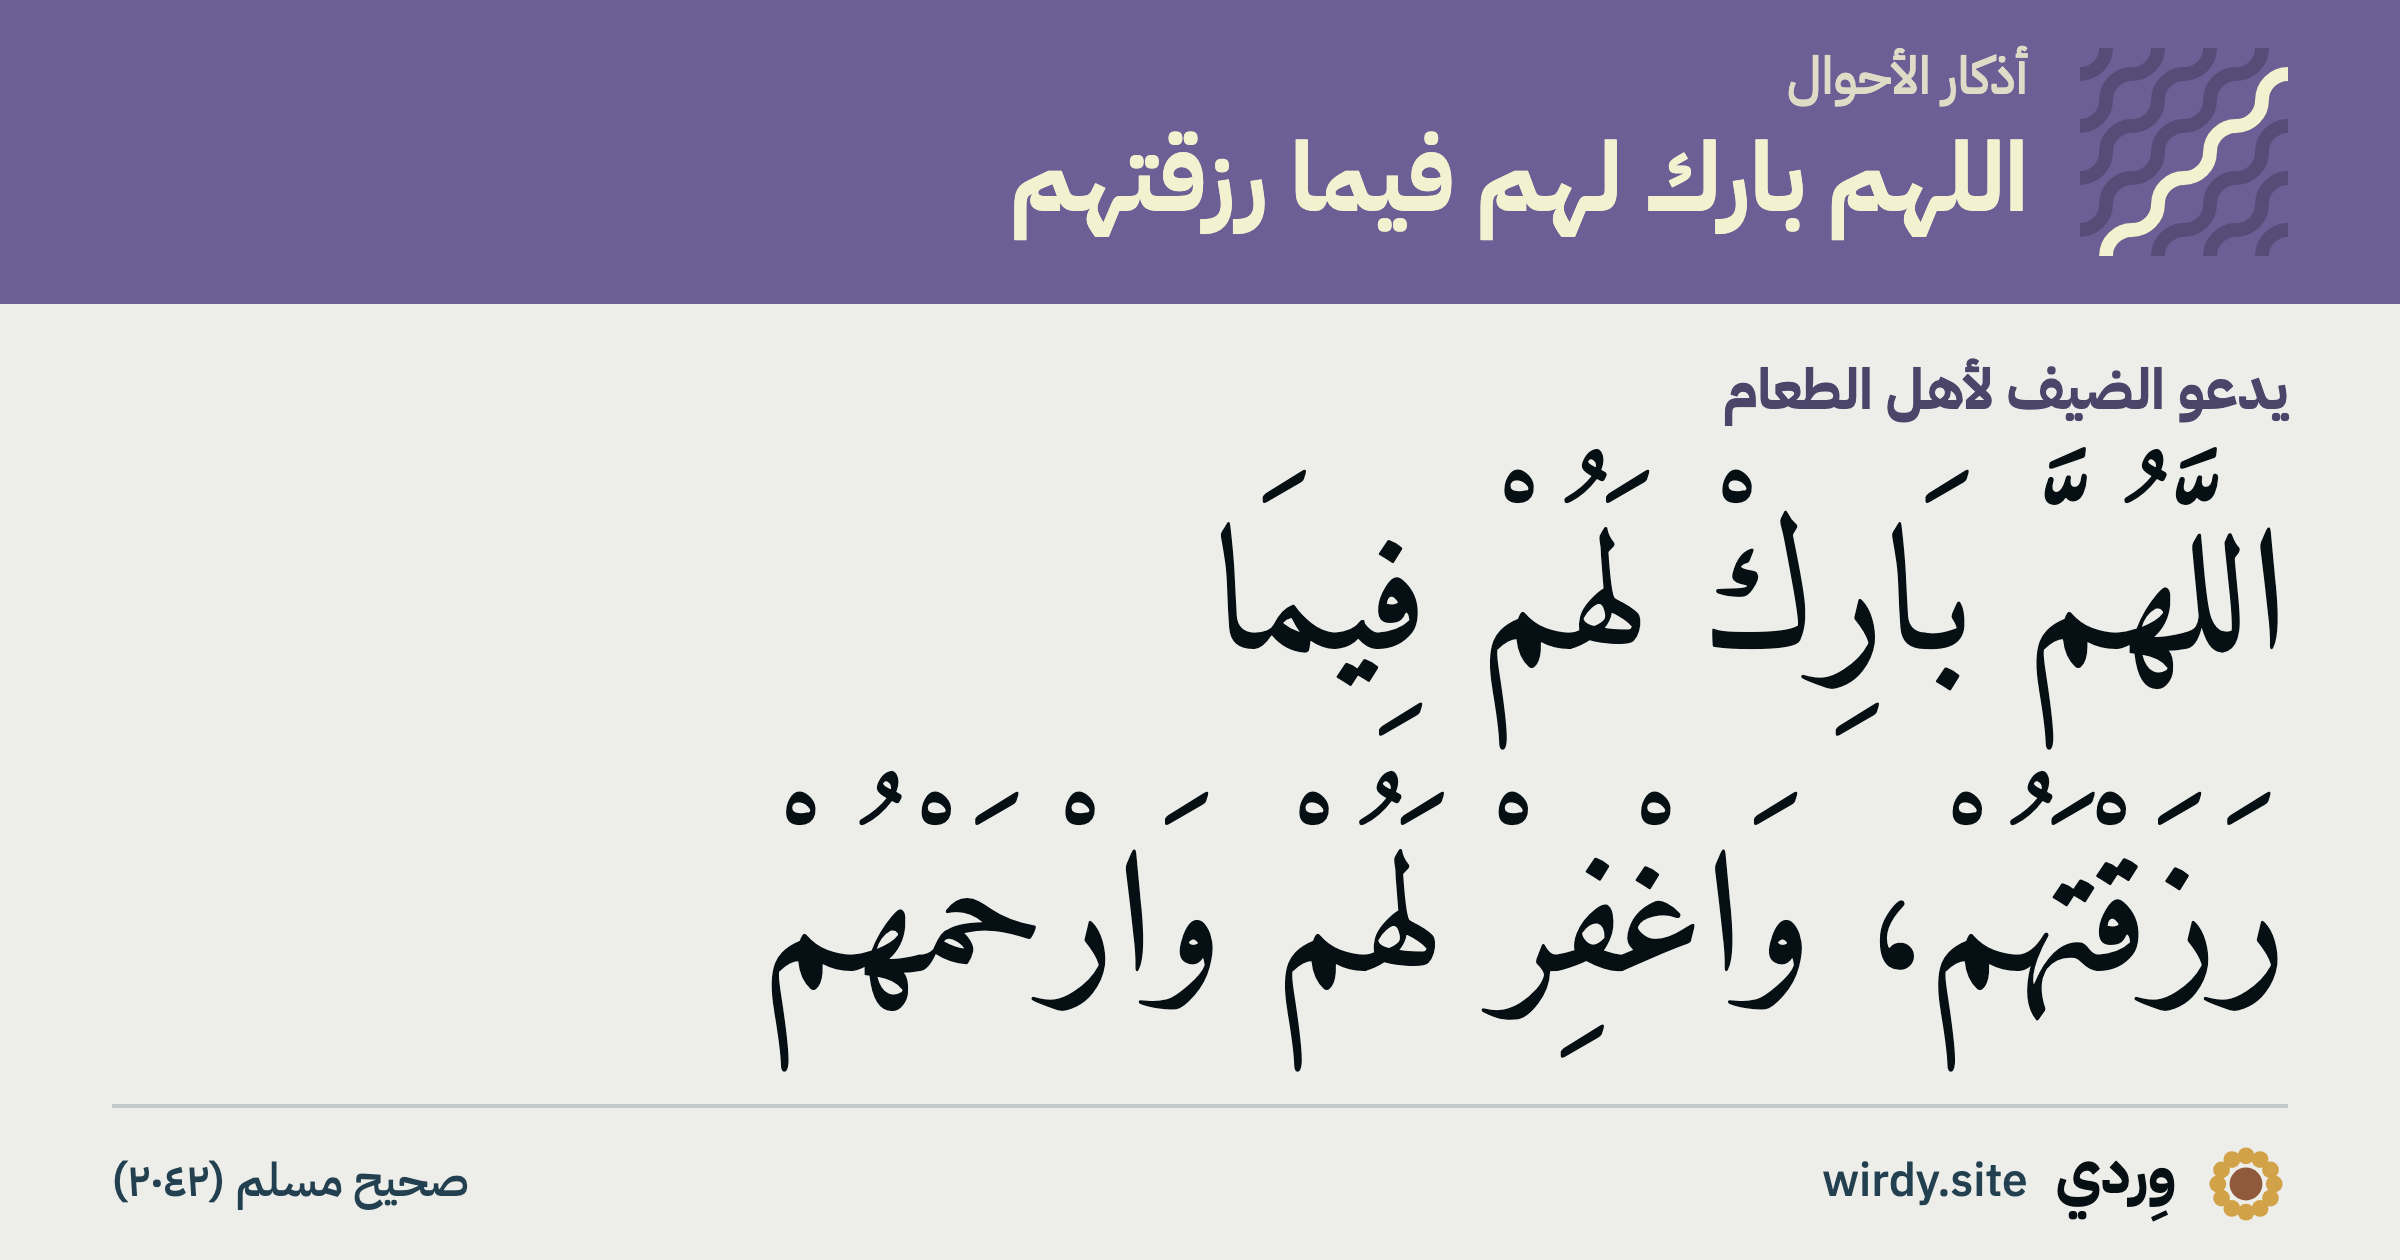 أذكار الأحوال
اللهم بارك لهم فيما رزقتهم
يدعو الضيف لأهل الطعام
اللَّهُمَّ بَارِكْ لَهُمْ فِيمَا
رَزَقْتَهُمْ، وَاغْفِرْ لَهُمْ وَارْحَمْهُمْ
وِردي wirdy.site
صحيح مسلم (٢٠٤٢)